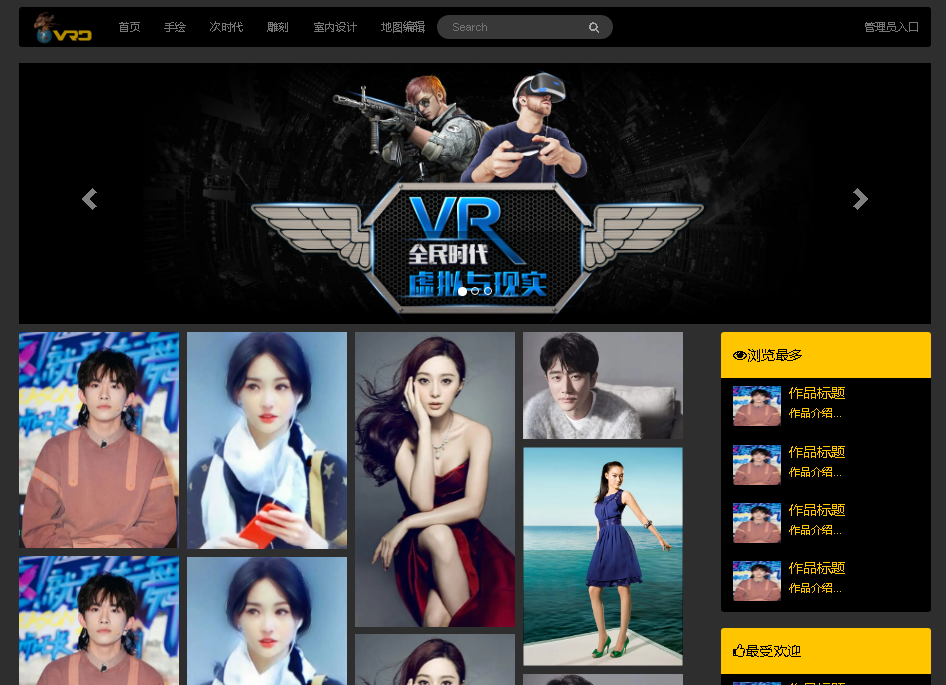 VRD
首页 手绘 次时代 雕刻 室内设计 地图编辑 Search 管理员入口
VR
全民时代
虚拟与现实
浏览最多
作品标题
作品介绍...
作品标题
作品介绍...
作品标题
作品介绍...
作品标题
作品介绍...
最受欢迎